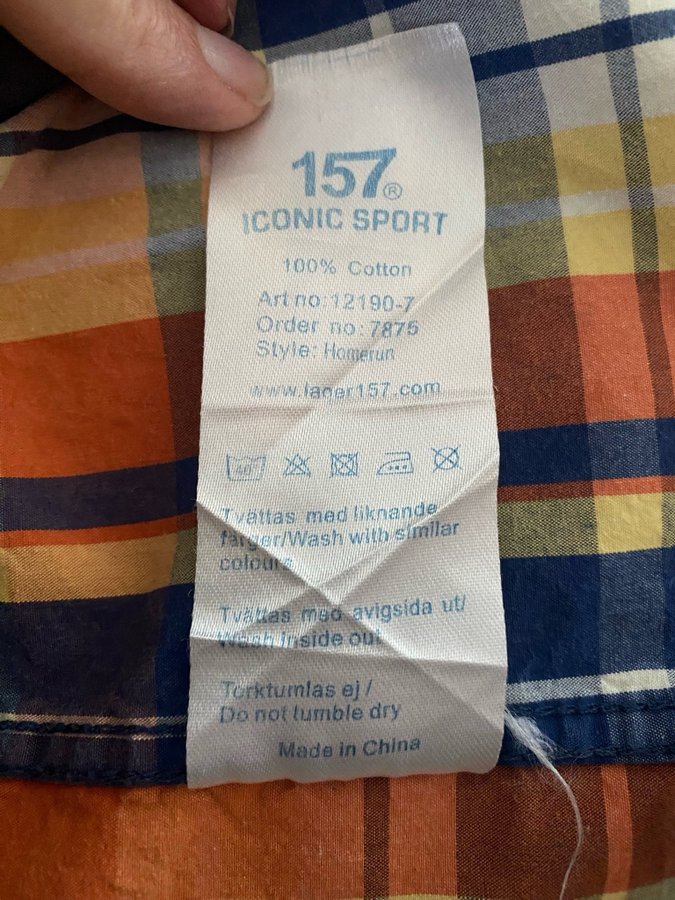 157®
ICONIC SPORT
100% Cotton
Art no:12190-7
Order no:7875
Style: Homerun
www.lager157.com
40°
Tvättas med liknande
färger/Wash with similar
colours
Tvättas med avigsida ut/
Wash inside out
Torktumlas ej /
Do not tumble dry
Made in China